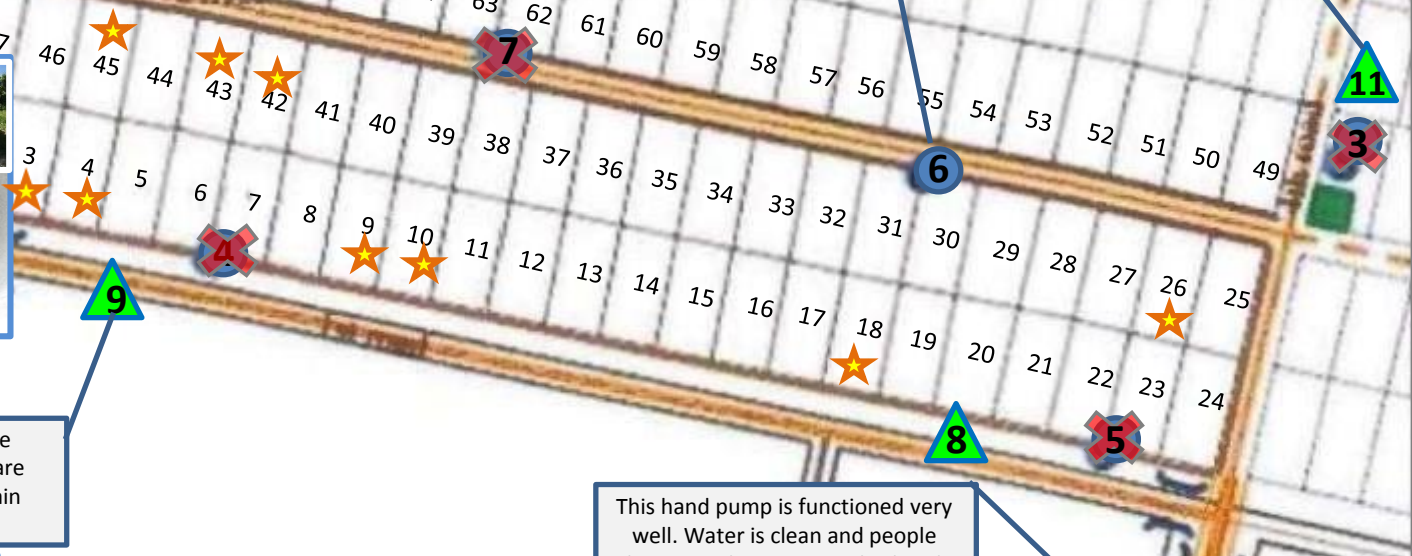 63 62 61 60 59 58 57 56 55 54 53 52 51 50 49
7 46 45 44 43 42 41 40 39 38 37 36 35 34 33 32 31 30 29 28 27 26 25
3 4 5 6 7 8 9 10 11 12 13 14 15 16 17 18 19 20 21 22 23 24
7
6
11
3
4
9
8
5
e
are
in
This hand pump is functioned very
well. Water is clean and people